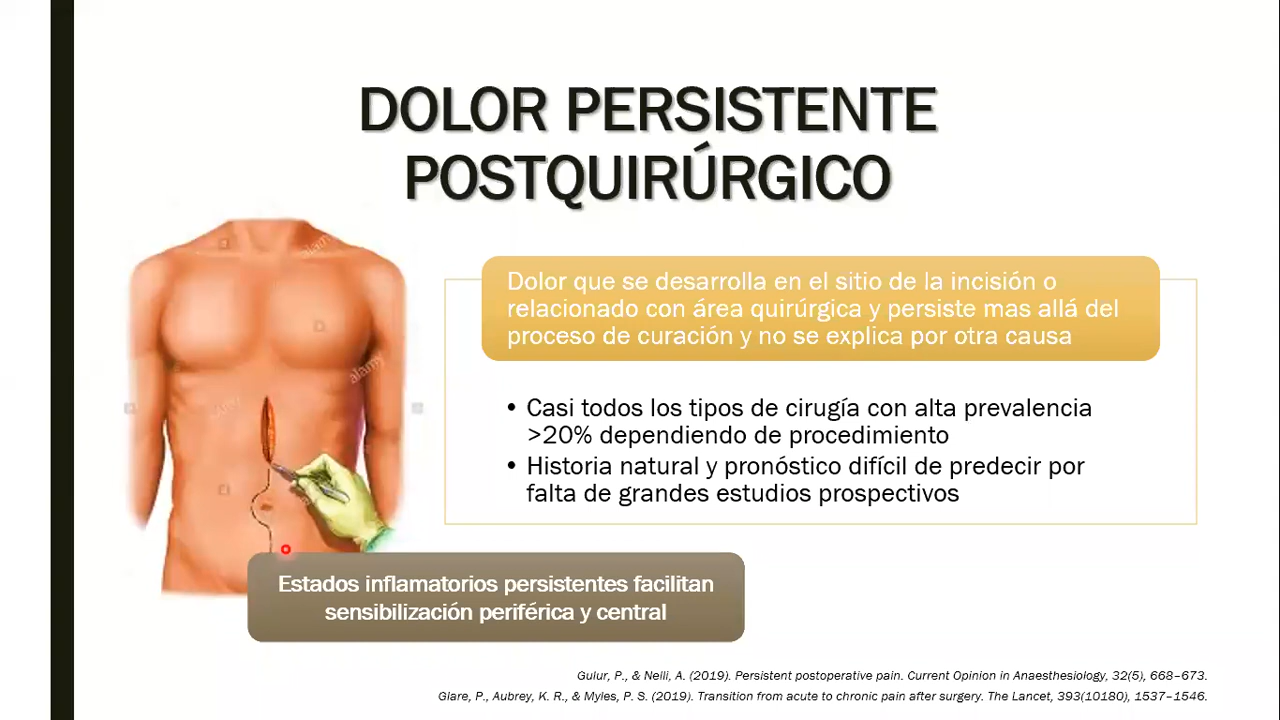 DOLOR PERSISTENTE
POSTQUIRÚRGICO
alamy
Dolor que se desarrolla en el sitio de la incisión o
relacionado con área quirúrgica y persiste mas allá del
proceso de curación y no se explica por otra causa
alamy
• Casi todos los tipos de cirugía con alta prevalencia
>20% dependiendo de procedimiento
• Historia natural y pronóstico difícil de predecir por
falta de grandes estudios prospectivos
Estados inflamatorios persistentes facilitan
sensibilización periférica y central
Gulur, P., & Nelli, A. (2019). Persistent postoperative pain. Current Opinion in Anaesthesiology, 32(5), 668–673.
Glare, P., Aubrey, K. R., & Myles, P. S. (2019). Transition from acute to chronic pain after surgery. The Lancet, 393(10180), 1537–1546.